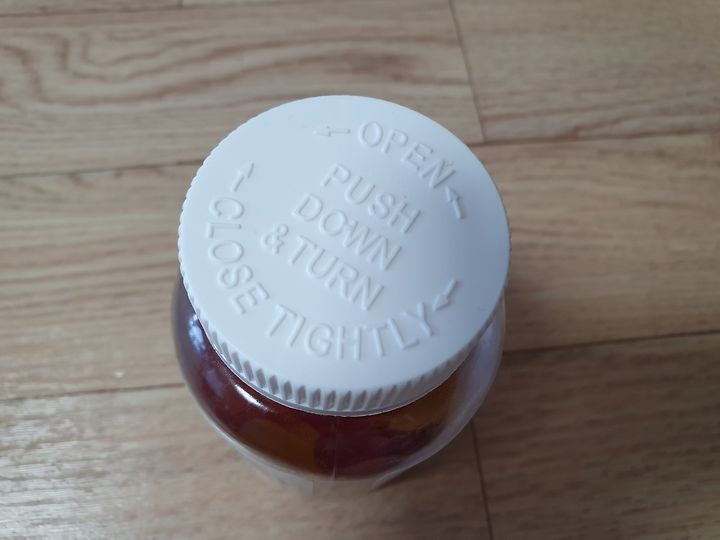 OPEN
PUSH
DOWN
& TURN
CLOSE TIGHTLY